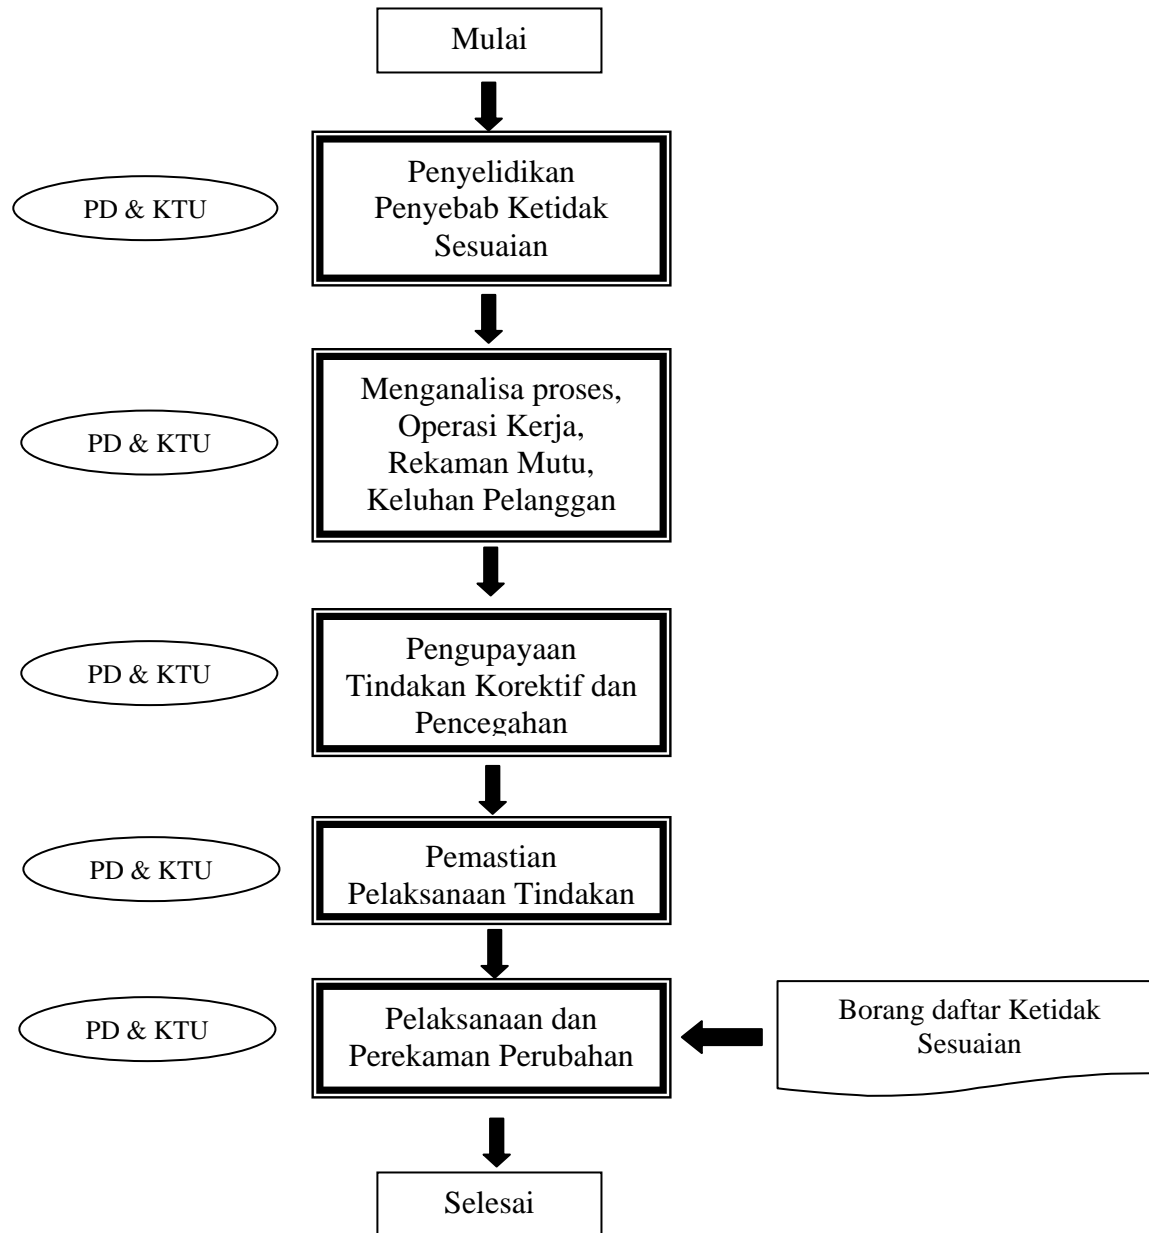 Mulai
PD & KTU
Penyelidikan
Penyebab Ketidak
Sesuaian
PD & KTU
Menganalisa proses,
Operasi Kerja,
Rekaman Mutu,
Keluhan Pelanggan
PD & KTU
Pengupayaan
Tindakan Korektif dan
Pencegahan
PD & KTU
Pemastian
Pelaksanaan Tindakan
PD & KTU
Pelaksanaan dan
Perekaman Perubahan
Borang daftar Ketidak
Sesuaian
Selesai